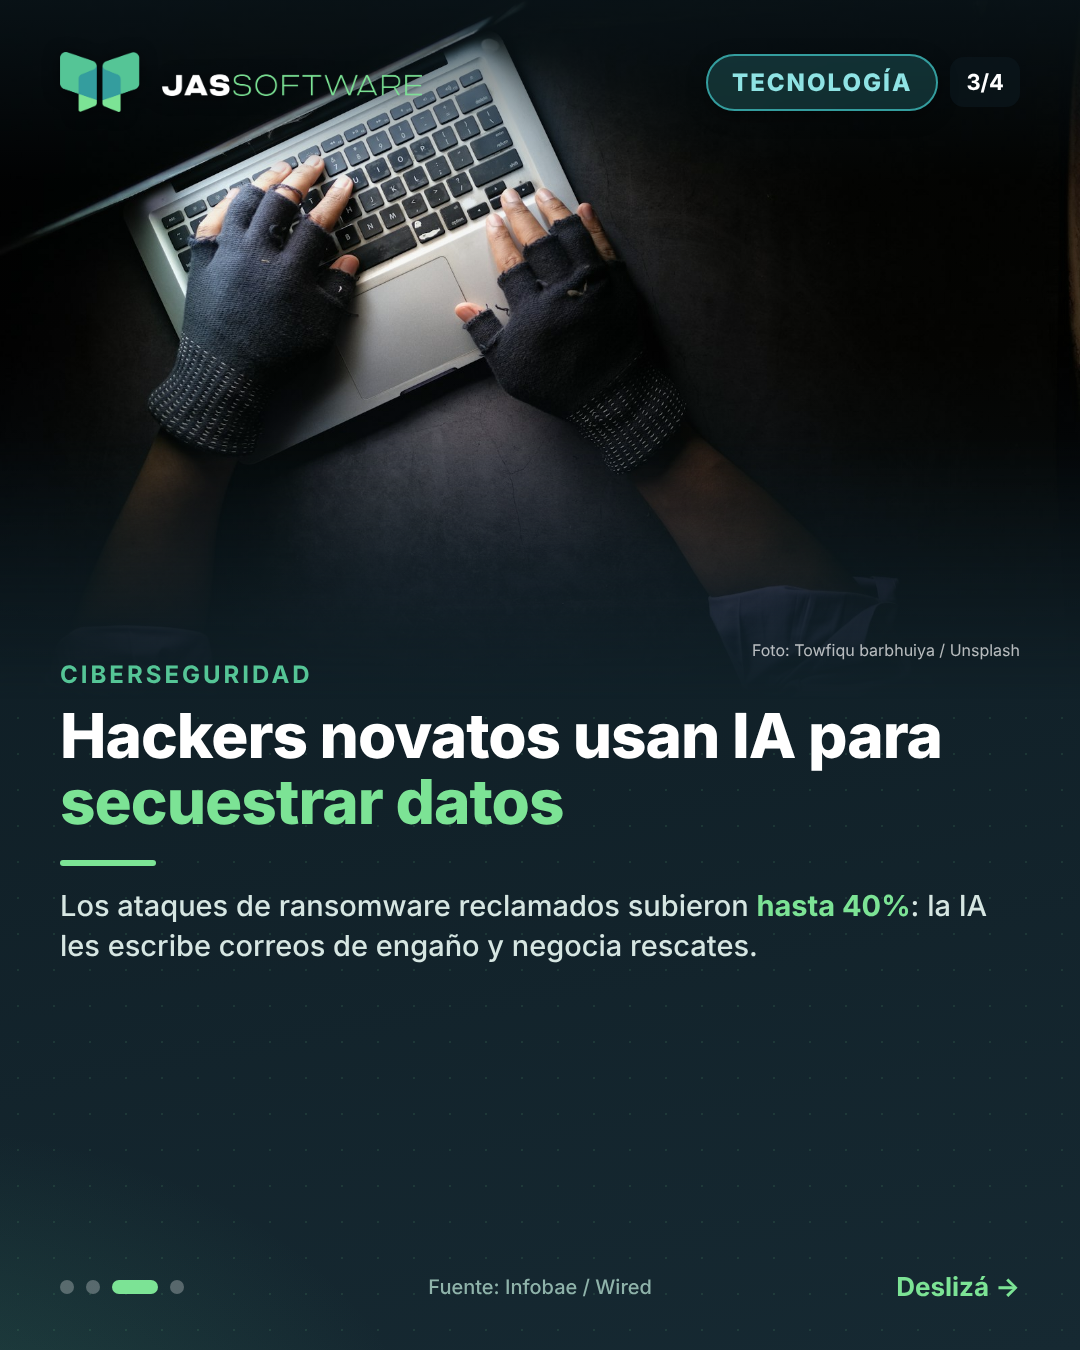 JASSOFTWARE
TECNOLOGÍA
3/4
Foto: Towfiqu barbhuiya / Unsplash
CIBERSEGURIDAD
Hackers novatos usan IA para
secuestrar datos
Los ataques de ransomware reclamados subieron hasta 40%: la IA
les escribe correos de engaño y negocia rescates.
Fuente: Infobae / Wired
Deslizá →